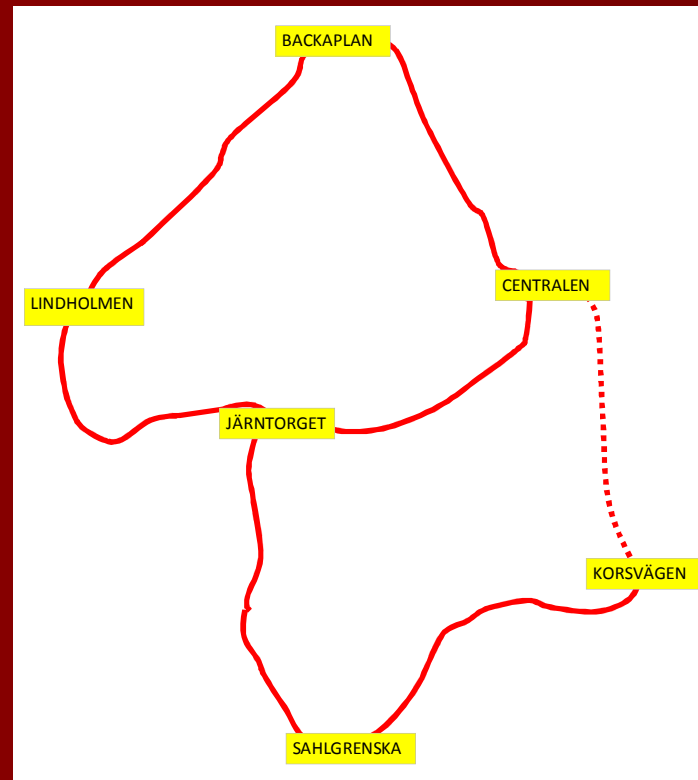 BACKAPLAN
CENTRALEN
LINDHOLMEN
JÄRNTORGET
KORSVÄGEN
SAHLGRENSKA